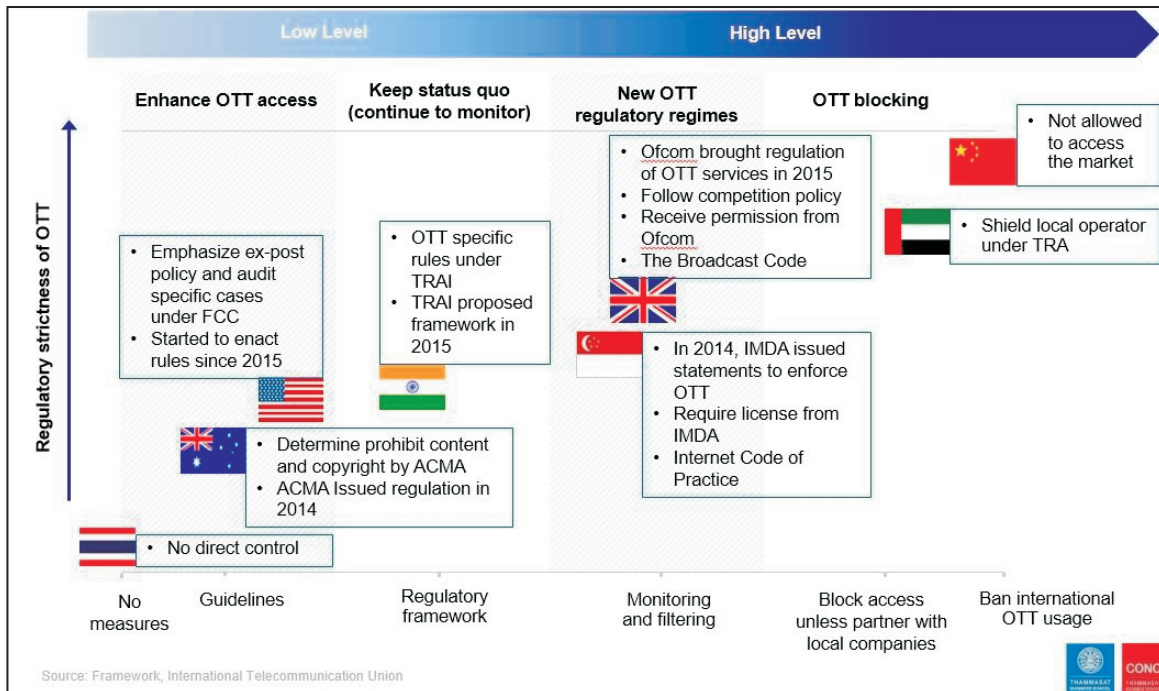 Low Level
High Level
Enhance OTT access
Keep status quo
(continue to monitor)
New OTT
regulatory regimes
OTT blocking
Regulatory strictness of OTT
• Not allowed
to access
the market
• Ofcom brought regulation
of OTT services in 2015
• Follow competition policy
• Receive permission from
Ofcom
• The Broadcast Code
• Shield local operator
under TRA
• Emphasize ex-post
policy and audit
specific cases
under FCC
• Started to enact
rules since 2015
• OTT specific
rules under
TRAI
• TRAI proposed
framework in
2015
• In 2014, IMDA issued
statements to enforce
OTT
• Require license from
IMDA
• Internet Code of
Practice
• Determine prohibit content
and copyright by ACMA
• ACMA Issued regulation in
2014
• No direct control
No
measures
Guidelines
Regulatory
framework
Monitoring
and filtering
Block access
unless partner with
local companies
Ban international
OTT usage
Source: Framework, International Telecommunication Union
THAMMASAT
BUSINESS SCHOOL
CONC
THAMMAS